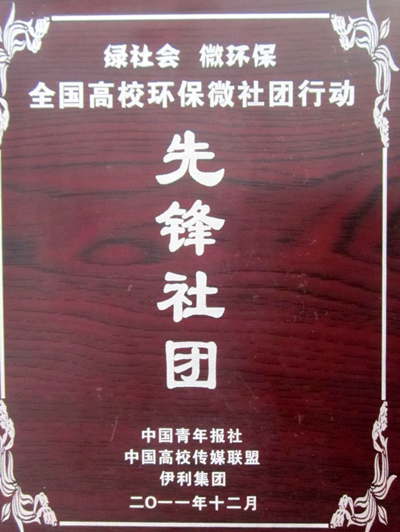 绿社会 微环保
全国高校环保微社团行动
先锋社团
中国青年报社
中国高校传媒联盟
伊利集团
二〇一一年十二月